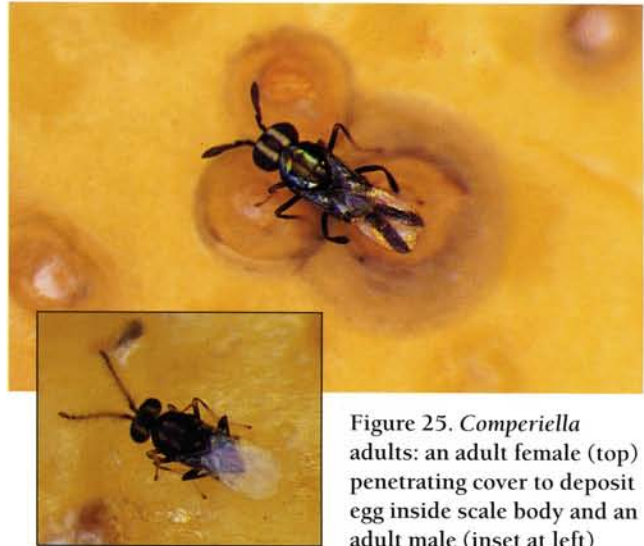 Figure 25. Comperiella
adults: an adult female (top)
penetrating cover to deposit
egg inside scale body and an
adult male (inset at left)